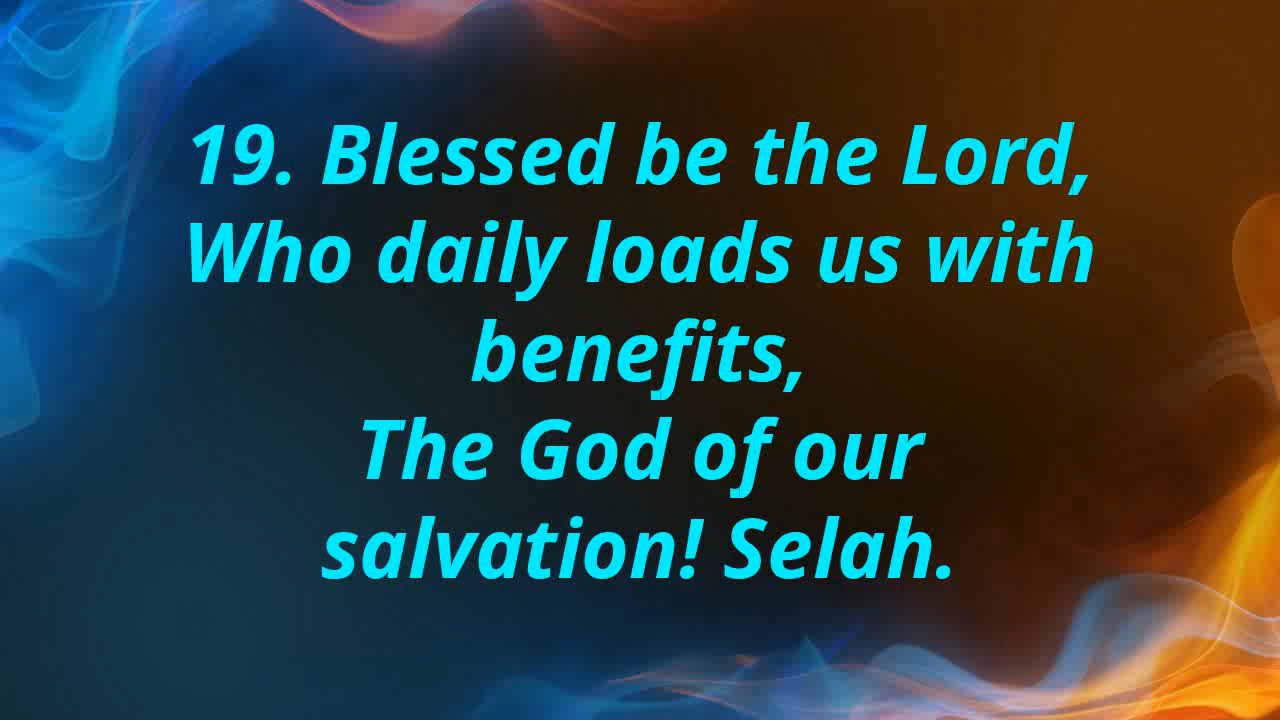 19. Blessed be the Lord,
Who daily loads us with
benefits,
The God of our
salvation! Selah.